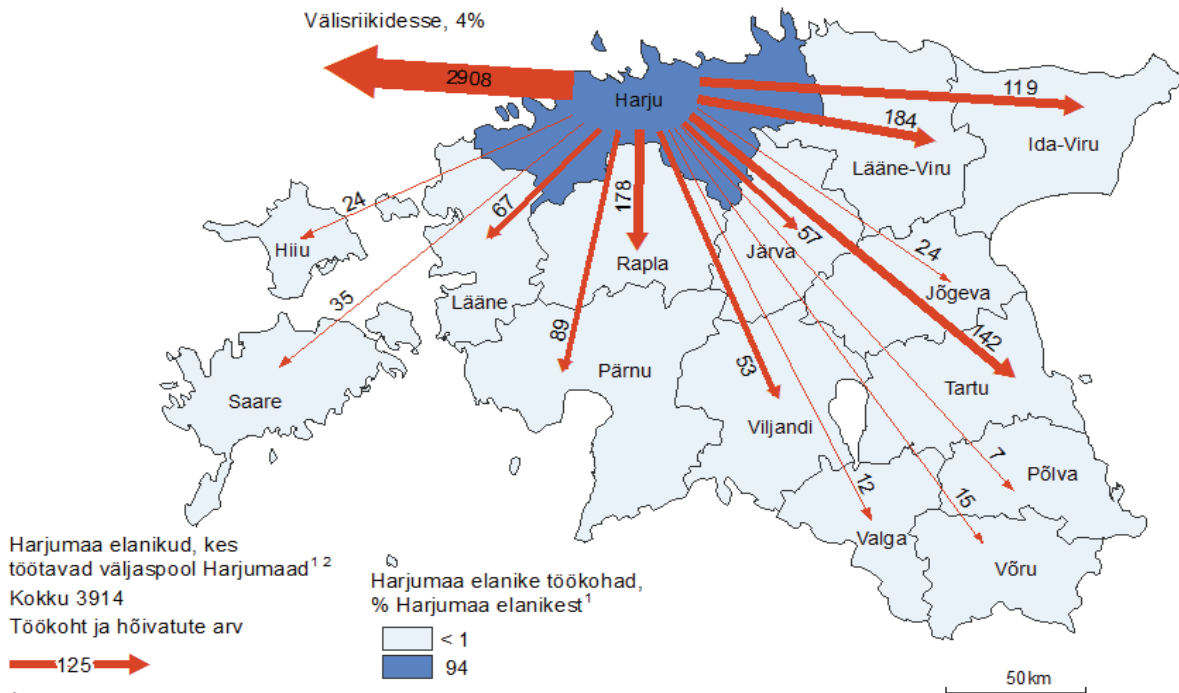 Välisriikidesse, 4%
2908
Harju
119
184
Ida-Viru
Lääne-Viru
24
67
178
57
Hiiu
Rapla
Järva
24
Lääne
35
Jõgeva
89
53
142
Pärnu
Tartu
Saare
Viljandi
7
Põlva
12
15
Valga
Võru
Harjumaa elanikud, kes
töötavad väljaspool Harjumaad¹ ²
Kokku 3914
Töökoht ja hõivatute arv
125
Harjumaa elanike töökohad,
% Harjumaa elanikest¹
< 1
94
50 km